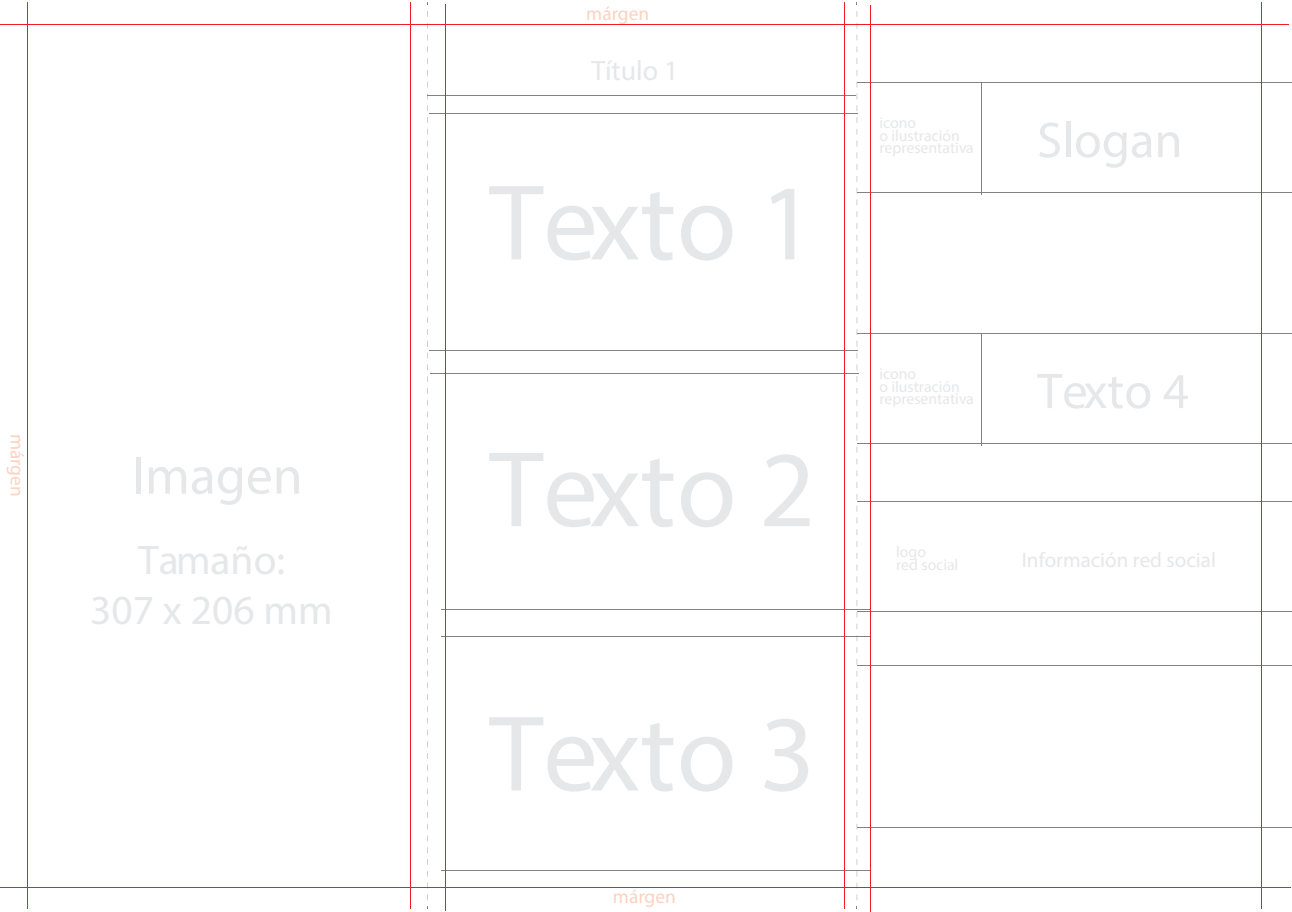 márgen
márgen
Imagen
Tamaño:
307 x 206 mm
Título 1
Texto 1
Texto 2
Texto 3
márgen
icono
o ilustración
representativa
Slogan
icono
o ilustración
representativa
Texto 4
logo
red social
Información red social